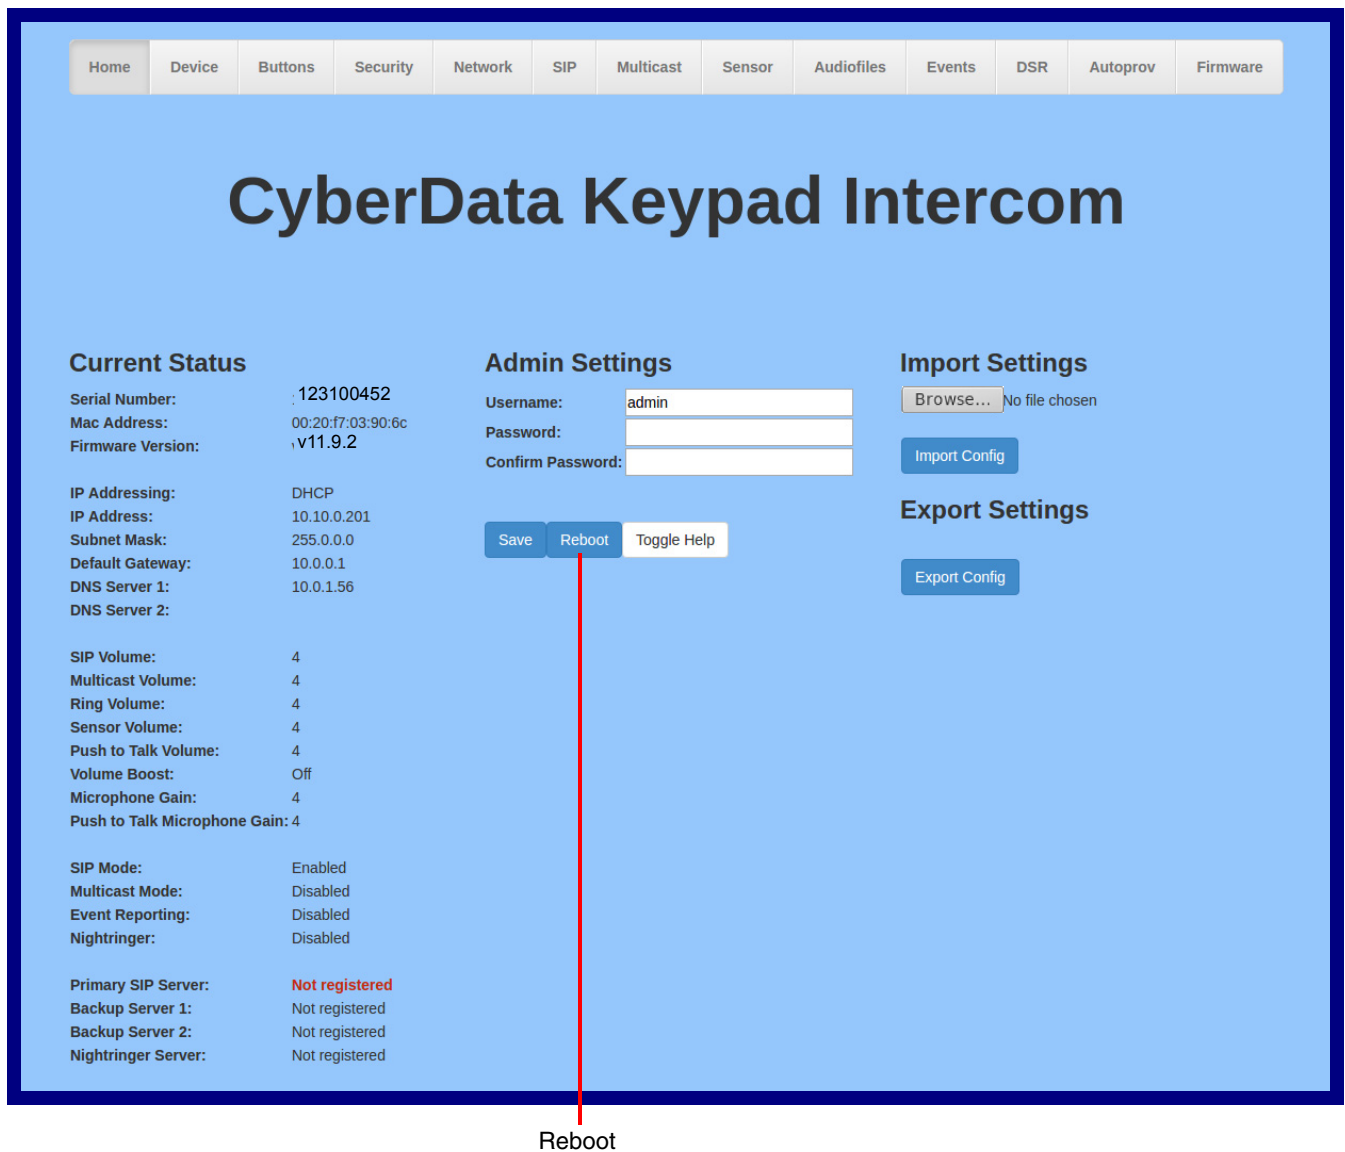 Home Device Buttons Security Network SIP Multicast Sensor Audiofiles Events DSR Autoprov Firmware
CyberData Keypad Intercom
Current Status
Serial Number: 123100452
Mac Address: 00:20:f7:03:90:6c
Firmware Version: v11.9.2
IP Addressing: DHCP
IP Address: 10.10.0.201
Subnet Mask: 255.0.0.0
Default Gateway: 10.0.0.1
DNS Server 1: 10.0.1.56
DNS Server 2:
SIP Volume: 4
Multicast Volume: 4
Ring Volume: 4
Sensor Volume: 4
Push to Talk Volume: 4
Volume Boost: Off
Microphone Gain: 4
Push to Talk Microphone Gain: 4
SIP Mode: Enabled
Multicast Mode: Disabled
Event Reporting: Disabled
Nightringer: Disabled
Primary SIP Server: Not registered
Backup Server 1: Not registered
Backup Server 2: Not registered
Nightringer Server: Not registered
Admin Settings
Username: admin
Password:
Confirm Password:
Save Reboot Toggle Help
Import Settings
Browse... No file chosen
Import Config
Export Settings
Export Config
Reboot